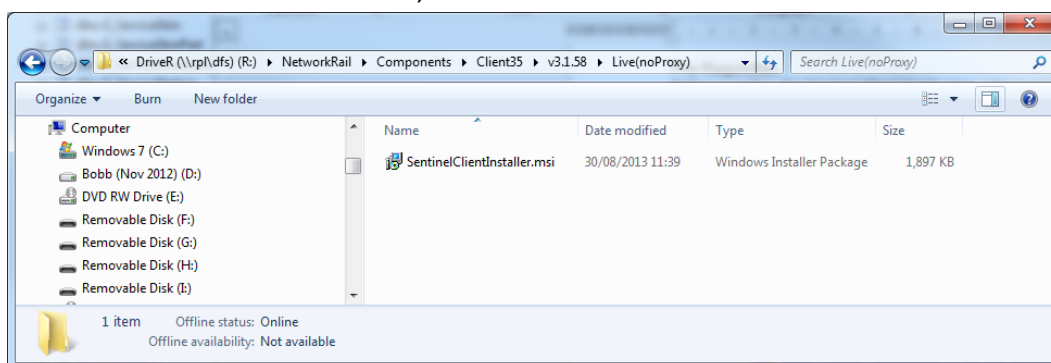 « DriveR (\\rpl\dfs) (R:) NetworkRail Components Client35 v3.1.58 Live(noProxy) Search Live(noProxy)
Organize Burn New folder
Computer Name Date modified Type Size
Windows 7 (C:) SentinelClientInstaller.msi 30/08/2013 11:39 Windows Installer Package 1,897 KB
Bobb (Nov 2012) (D:)
DVD RW Drive (E:)
Removable Disk (F:)
Removable Disk (G:)
Removable Disk (H:)
Removable Disk (I:)
1 item Offline status: Online
Offline availability: Not available